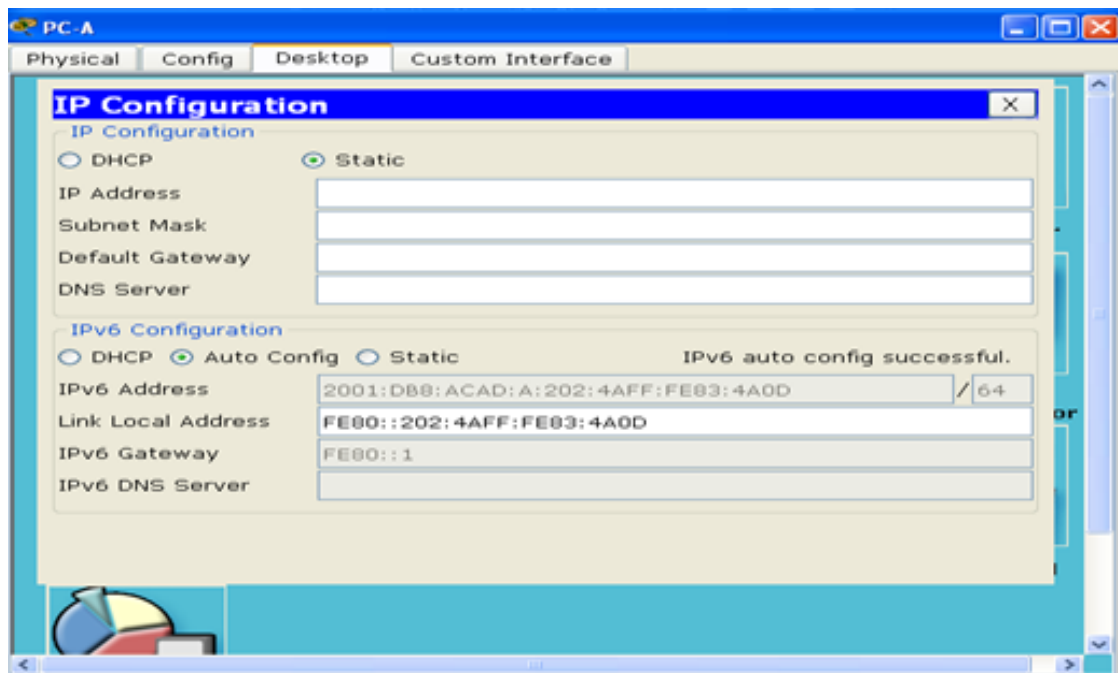 PC-A
Physical Config Desktop Custom Interface
IP Configuration X
IP Configuration
DHCP Static
IP Address
Subnet Mask
Default Gateway
DNS Server
IPv6 Configuration
DHCP Auto Config Static IPv6 auto config successful.
IPv6 Address 2001:DB8:ACAD:A:202:4AFF:FE83:4A0D / 64
Link Local Address FE80::202:4AFF:FE83:4A0D
IPv6 Gateway FE80::1
IPv6 DNS Server
or